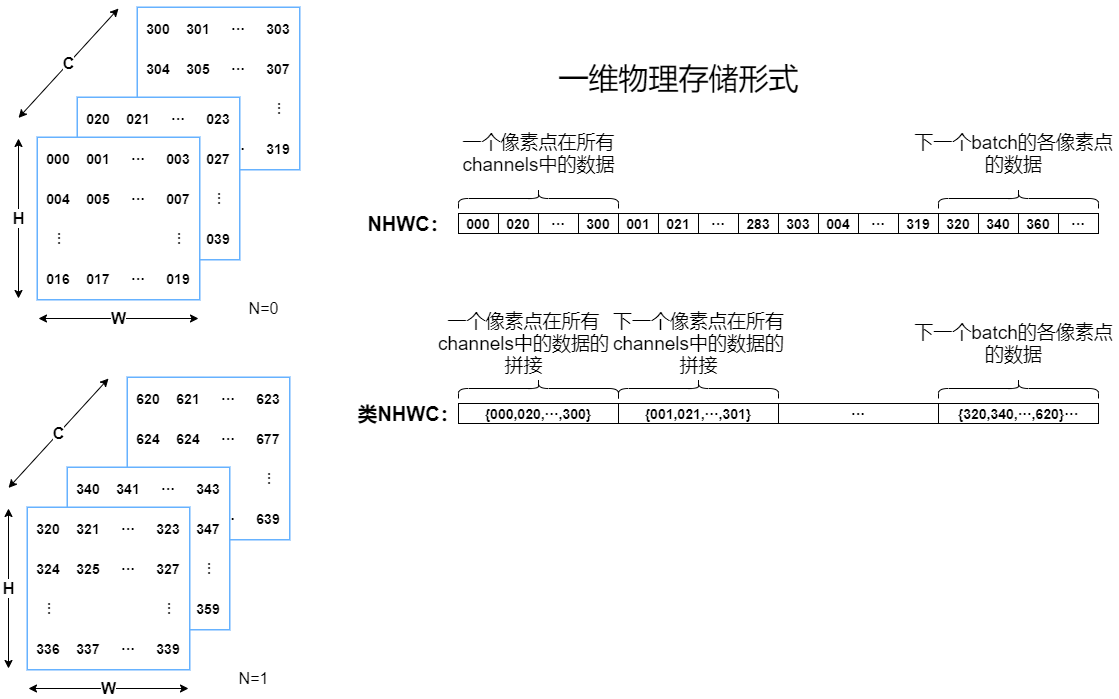 300 301 ··· 303
304 305 ··· 307
⋮
· 319
C
020 021 ··· 023
027
⋮
039
000 001 ··· 003
004 005 ··· 007
⋮ ⋮
016 017 ··· 019
H
W
N=0
620 621 ··· 623
624 624 ··· 677
⋮
· 639
C
340 341 ··· 343
347
⋮
359
320 321 ··· 323
324 325 ··· 327
⋮ ⋮
336 337 ··· 339
H
W
N=1
一维物理存储形式
一个像素点在所有
channels中的数据
下一个batch的各像素点
的数据
NHWC: 000 020 ··· 300 001 021 ··· 283 303 004 ··· 319 320 340 360 ···
一个像素点在所有
channels中的数据的
拼接
下一个像素点在所有
channels中的数据的
拼接
下一个batch的各像素点
的数据
类NHWC: {000,020,···,300} {001,021,···,301} ··· {320,340,···,620}···